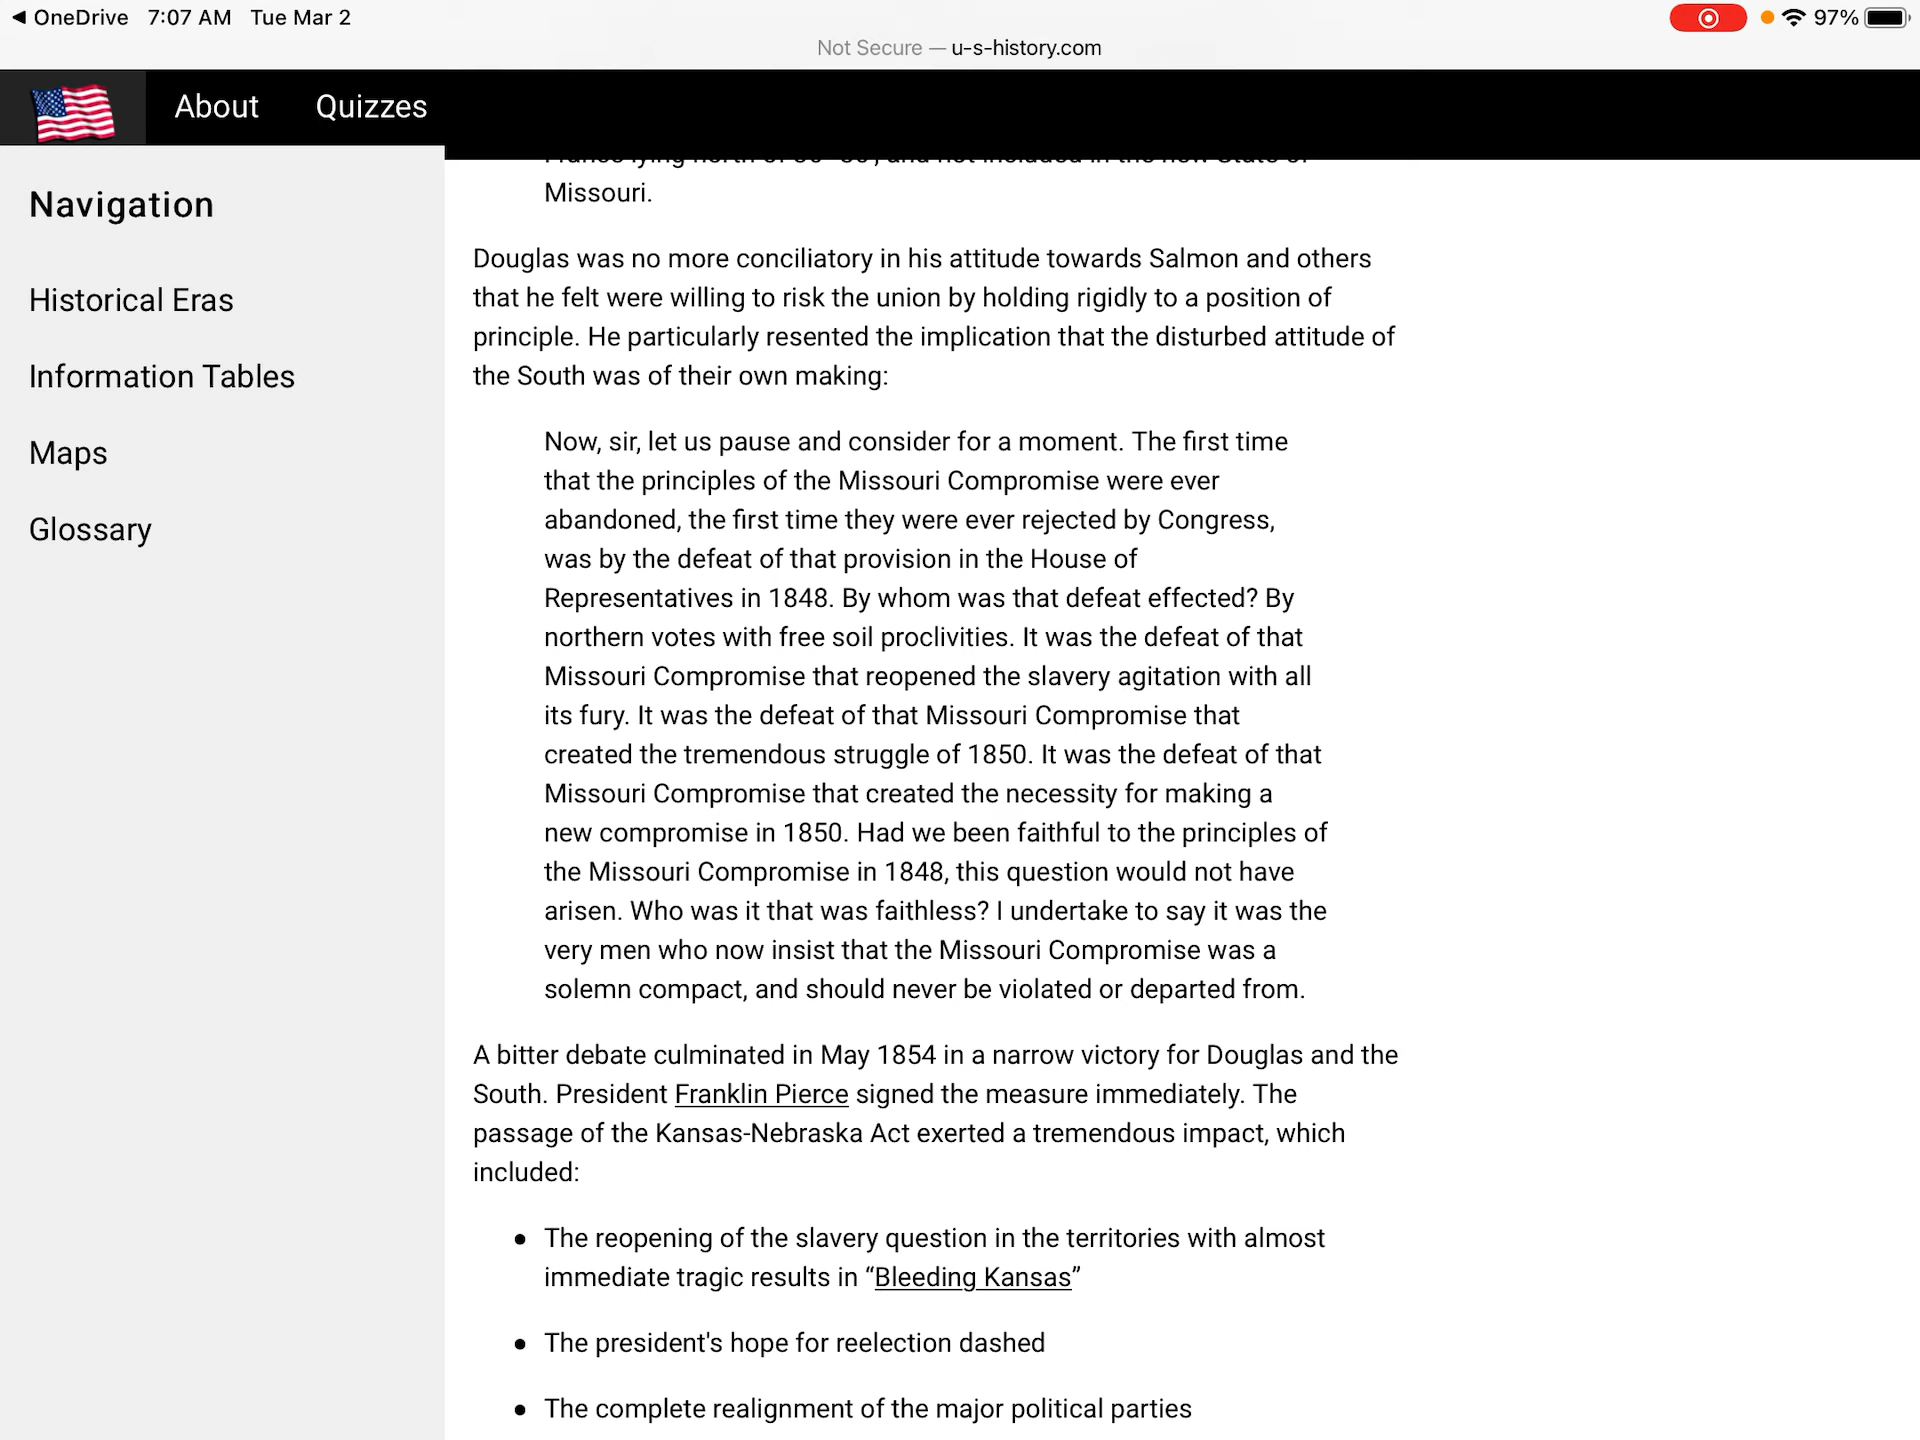 OneDrive 7:07 AM Tue Mar 2
97%
Not Secure — u-s-history.com
About Quizzes
Navigation
Historical Eras
Information Tables
Maps
Glossary
Missouri.
Douglas was no more conciliatory in his attitude towards Salmon and others
that he felt were willing to risk the union by holding rigidly to a position of
principle. He particularly resented the implication that the disturbed attitude of
the South was of their own making:
Now, sir, let us pause and consider for a moment. The first time
that the principles of the Missouri Compromise were ever
abandoned, the first time they were ever rejected by Congress,
was by the defeat of that provision in the House of
Representatives in 1848. By whom was that defeat effected? By
northern votes with free soil proclivities. It was the defeat of that
Missouri Compromise that reopened the slavery agitation with all
its fury. It was the defeat of that Missouri Compromise that
created the tremendous struggle of 1850. It was the defeat of that
Missouri Compromise that created the necessity for making a
new compromise in 1850. Had we been faithful to the principles of
the Missouri Compromise in 1848, this question would not have
arisen. Who was it that was faithless? I undertake to say it was the
very men who now insist that the Missouri Compromise was a
solemn compact, and should never be violated or departed from.
A bitter debate culminated in May 1854 in a narrow victory for Douglas and the
South. President Franklin Pierce signed the measure immediately. The
passage of the Kansas-Nebraska Act exerted a tremendous impact, which
included:
• The reopening of the slavery question in the territories with almost
immediate tragic results in “Bleeding Kansas”
• The president's hope for reelection dashed
• The complete realignment of the major political parties